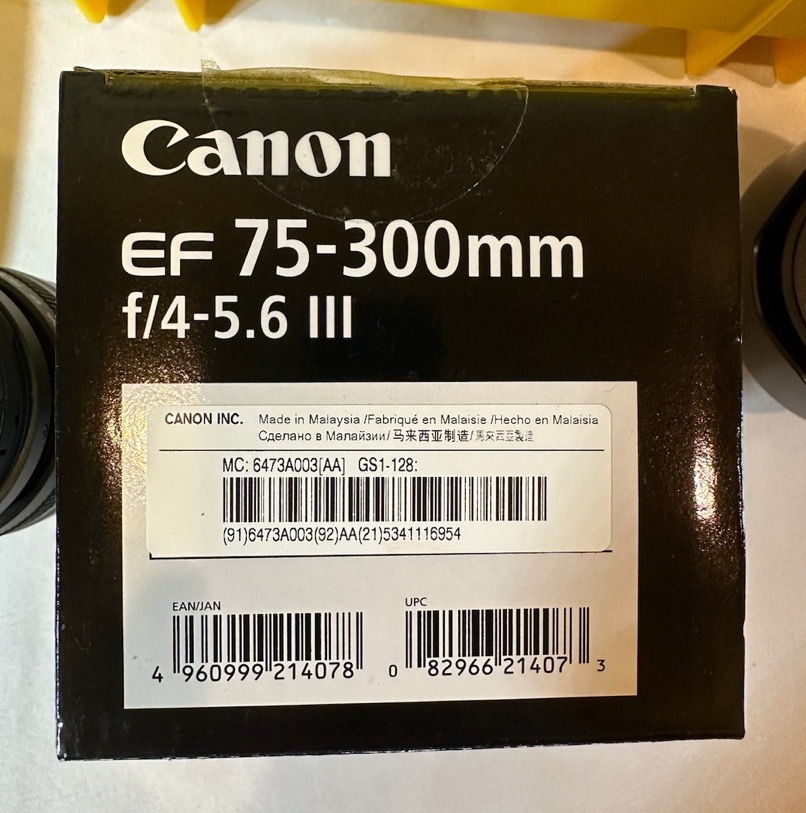 Canon
EF 75-300mm
f/4-5.6 III
CANON INC. Made in Malaysia /Fabriqué en Malaisie /Hecho en Malaisia
Сделано в Малайзии/马来西亚制造/馬來西亞製造
MC: 6473A003[AA] GS1-128:
(91)6473A003(92)AA(21)5341116954
EAN/JAN
4 960999 214078
UPC
0 82966 21407 3